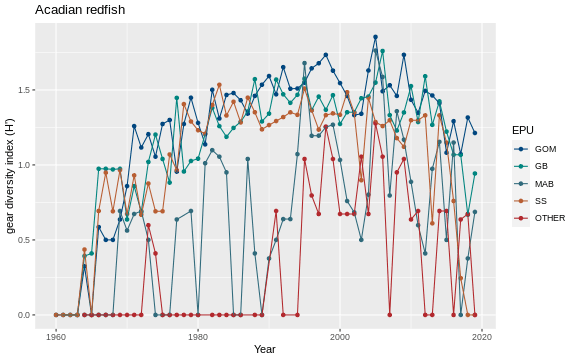 Acadian redfish
gear diversity index (H')
1.5
1.0
0.5
0.0
1960
1980
2000
2020
Year
EPU
GOM
GB
MAB
SS
OTHER